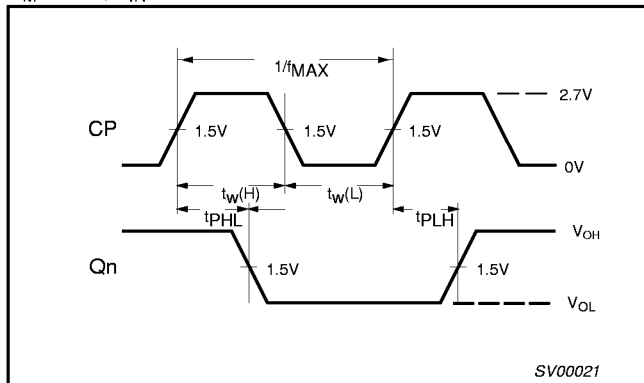 1/fMAX
2.7V
CP
1.5V
1.5V
1.5V
0V
tw(H)
tw(L)
tPHL
tPLH
VOH
Qn
1.5V
1.5V
VOL
SV00021